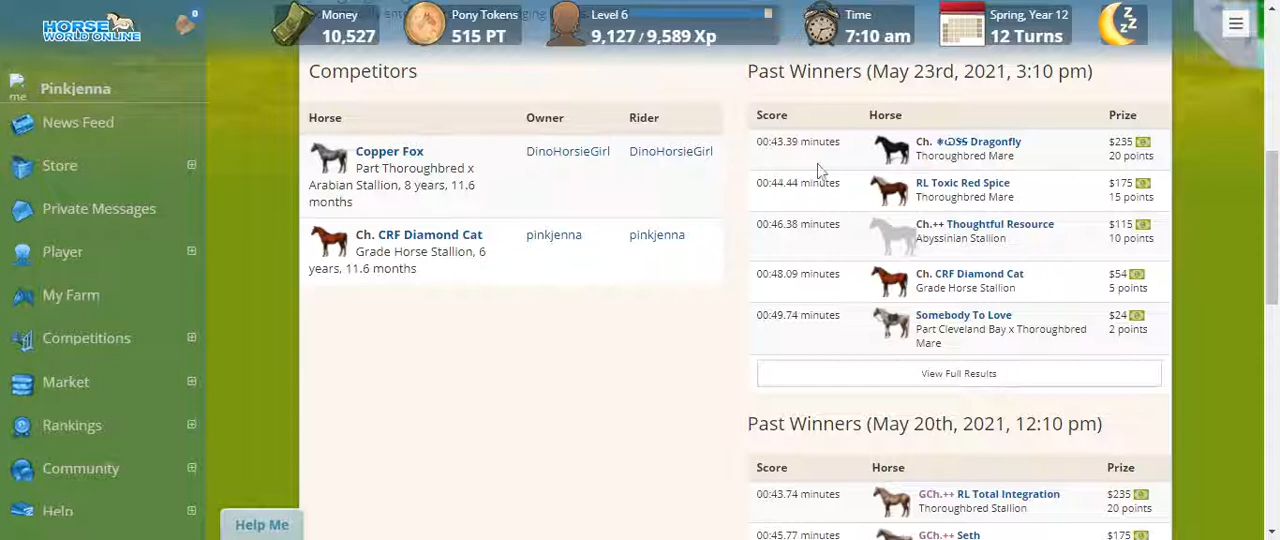 HORSE
WORLD ONLINE
0
Money
10,527
Pony Tokens
515 PT
Level 6
9,127 / 9,589 Xp
Time
7:10 am
Spring, Year 12
12 Turns
me
Pinkjenna
News Feed
Store
Private Messages
Player
My Farm
Competitions
Market
Rankings
Community
Help
Competitors
Horse Owner Rider
Copper Fox DinoHorsieGirl DinoHorsieGirl
Part Thoroughbred x
Arabian Stallion, 8 years, 11.6
months
Ch. CRF Diamond Cat pinkjenna pinkjenna
Grade Horse Stallion, 6
years, 11.6 months
Past Winners (May 23rd, 2021, 3:10 pm)
Score Horse Prize
00:43.39 minutes Ch. Dragonfly $235
Thoroughbred Mare 20 points
00:44.44 minutes RL Toxic Red Spice $175
Thoroughbred Mare 15 points
00:46.38 minutes Ch.++ Thoughtful Resource $115
Abyssinian Stallion 10 points
00:48.09 minutes Ch. CRF Diamond Cat $54
Grade Horse Stallion 5 points
00:49.74 minutes Somebody To Love $24
Part Cleveland Bay x Thoroughbred 2 points
Mare
View Full Results
Past Winners (May 20th, 2021, 12:10 pm)
Score Horse Prize
00:43.74 minutes GCh.++ RL Total Integration $235
Thoroughbred Stallion 20 points
00:45.77 minutes GCh.++ Seth $175
Help Me